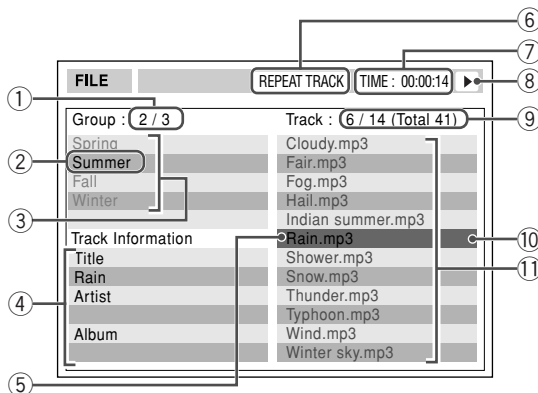 ⑥
⑦
FILE REPEAT TRACK TIME : 00:00:14 ⑧
①
Group : 2 / 3 Track : 6 / 14 (Total 41) ⑨
Spring Cloudy.mp3
② Summer Fair.mp3
Fall Fog.mp3
Winter Hail.mp3
③ Indian summer.mp3
Track Information Rain.mp3 ⑩
Title Shower.mp3 ⑪
Rain Snow.mp3
④ Artist Thunder.mp3
Typhoon.mp3
Album Wind.mp3
Winter sky.mp3
⑤